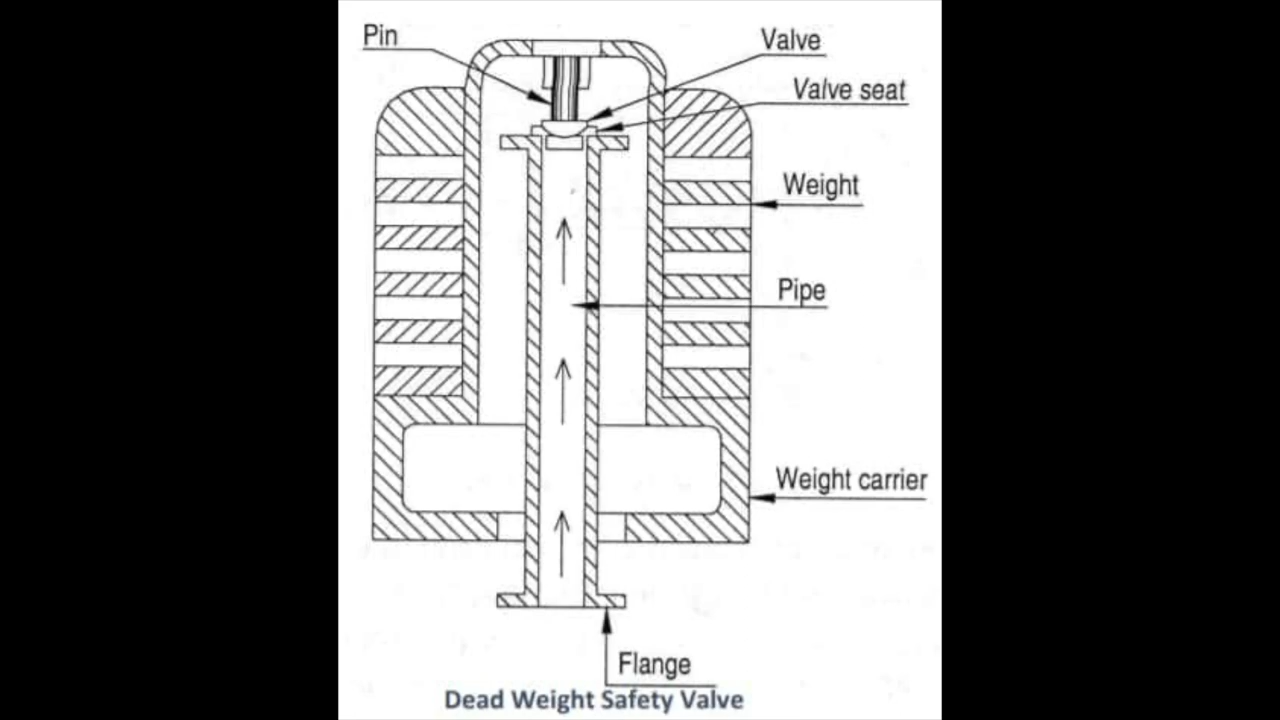 Pin
Valve
Valve seat
Weight
Pipe
Weight carrier
Flange
Dead Weight Safety Valve